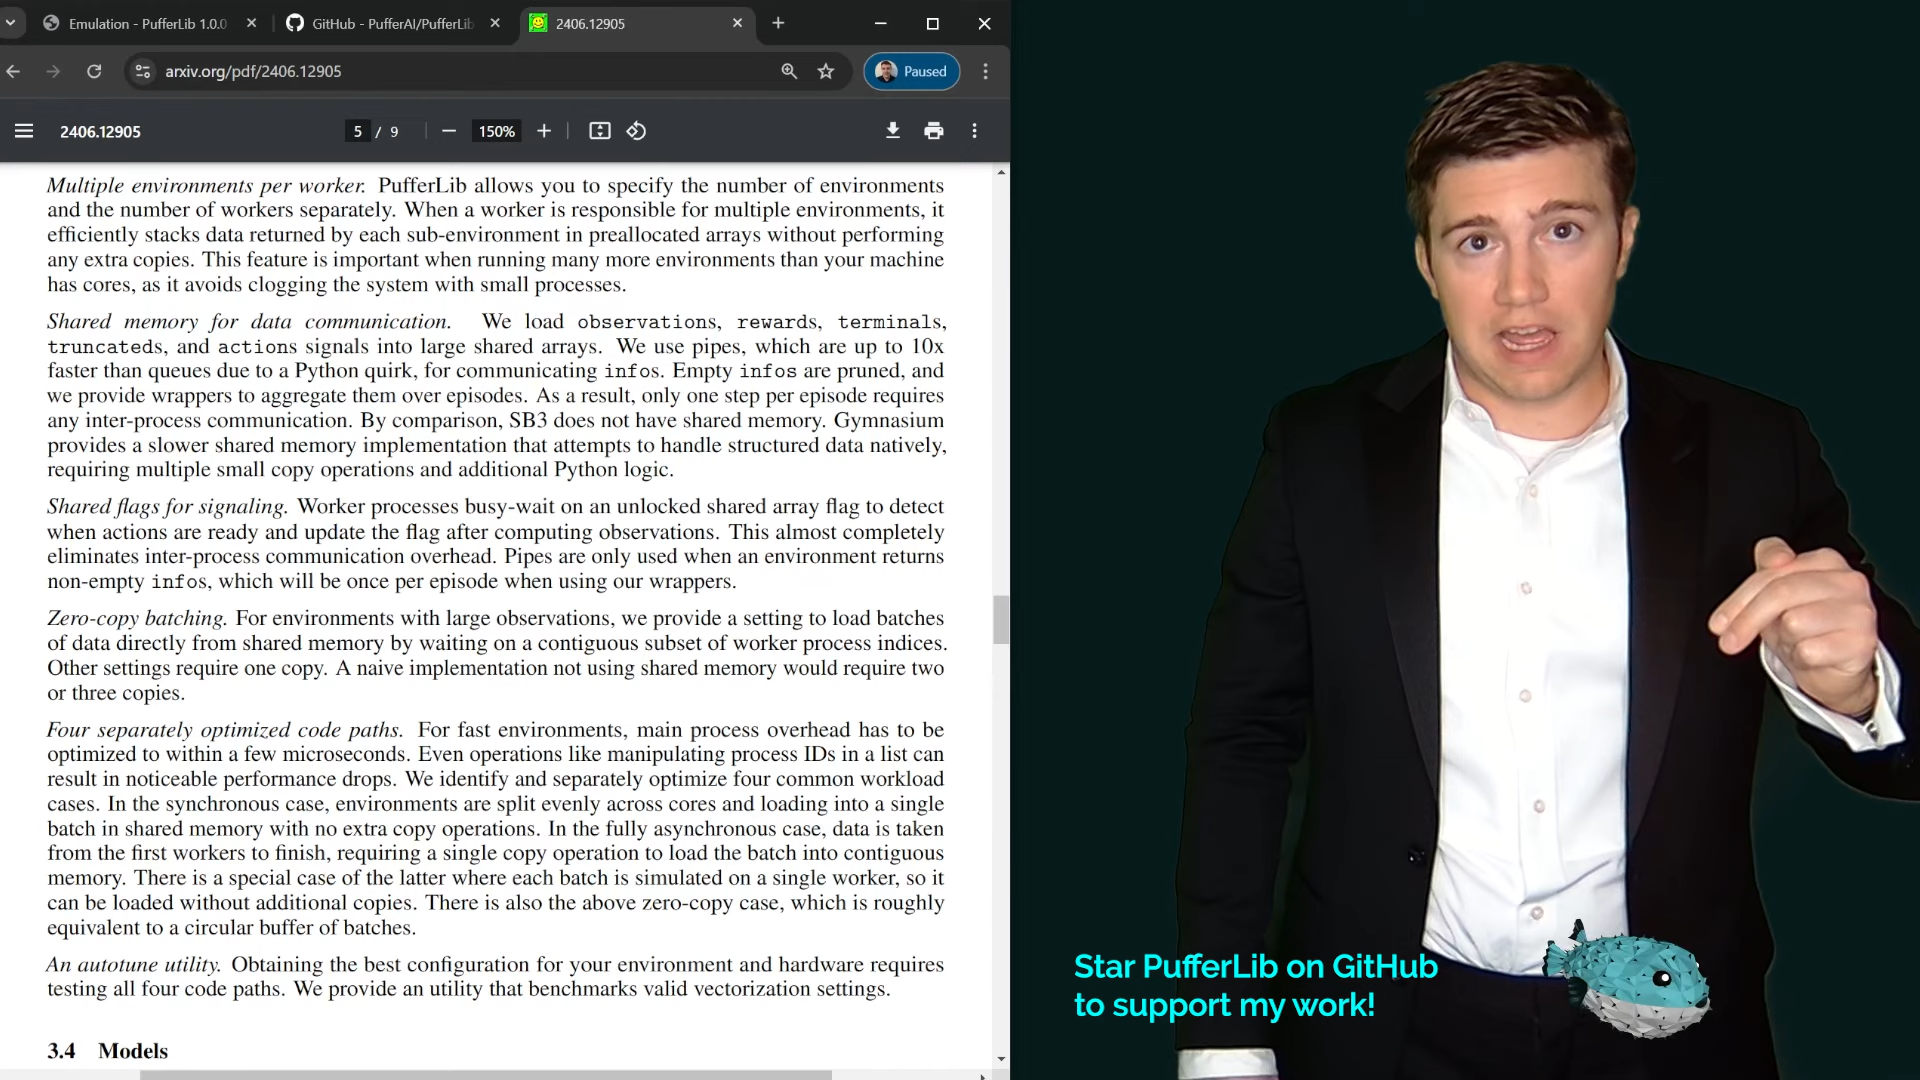 Emulation - PufferLib 1.0.0
GitHub - PufferAI/PufferLib
2406.12905
arxiv.org/pdf/2406.12905
Paused
2406.12905
5 / 9
150%
Multiple environments per worker. PufferLib allows you to specify the number of environments
and the number of workers separately. When a worker is responsible for multiple environments, it
efficiently stacks data returned by each sub-environment in preallocated arrays without performing
any extra copies. This feature is important when running many more environments than your machine
has cores, as it avoids clogging the system with small processes.
Shared memory for data communication. We load observations, rewards, terminals,
truncateds, and actions signals into large shared arrays. We use pipes, which are up to 10x
faster than queues due to a Python quirk, for communicating infos. Empty infos are pruned, and
we provide wrappers to aggregate them over episodes. As a result, only one step per episode requires
any inter-process communication. By comparison, SB3 does not have shared memory. Gymnasium
provides a slower shared memory implementation that attempts to handle structured data natively,
requiring multiple small copy operations and additional Python logic.
Shared flags for signaling. Worker processes busy-wait on an unlocked shared array flag to detect
when actions are ready and update the flag after computing observations. This almost completely
eliminates inter-process communication overhead. Pipes are only used when an environment returns
non-empty infos, which will be once per episode when using our wrappers.
Zero-copy batching. For environments with large observations, we provide a setting to load batches
of data directly from shared memory by waiting on a contiguous subset of worker process indices.
Other settings require one copy. A naive implementation not using shared memory would require two
or three copies.
Four separately optimized code paths. For fast environments, main process overhead has to be
optimized to within a few microseconds. Even operations like manipulating process IDs in a list can
result in noticeable performance drops. We identify and separately optimize four common workload
cases. In the synchronous case, environments are split evenly across cores and loading into a single
batch in shared memory with no extra copy operations. In the fully asynchronous case, data is taken
from the first workers to finish, requiring a single copy operation to load the batch into contiguous
memory. There is a special case of the latter where each batch is simulated on a single worker, so it
can be loaded without additional copies. There is also the above zero-copy case, which is roughly
equivalent to a circular buffer of batches.
An autotune utility. Obtaining the best configuration for your environment and hardware requires
testing all four code paths. We provide an utility that benchmarks valid vectorization settings.
3.4 Models
Star PufferLib on GitHub
to support my work!